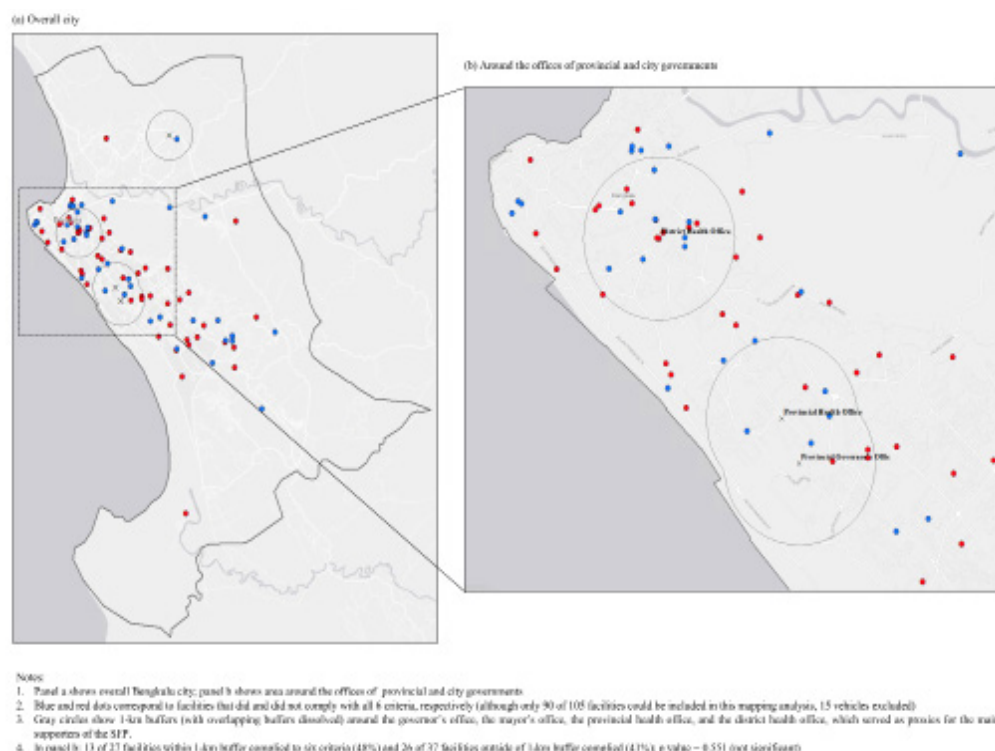 (a) Overall city
(b) Around the offices of provincial and city governments
District Health Office
Provincial Health Office
Provincial Governor Office
Notes:
1. Panel a shows overall Bengkulu city; panel b shows area around the offices of provincial and city governments
2. Blue and red dots correspond to facilities that did and did not comply with all 6 criteria, respectively (although only 90 of 105 facilities could be included in this mapping analysis, 15 vehicles excluded)
3. Gray circles show 1-km buffers (with overlapping buffers dissolved) around the governor's office, the mayor's office, the provincial health office, and the district health office, which served as proxies for the main
supporters of the SFP.
4. In panel b: 13 of 27 facilities within 1-km buffer complied to six criteria (48%) and 26 of 37 facilities outside of 1-km buffer complied (41%); p value = 0.551 (not significant)